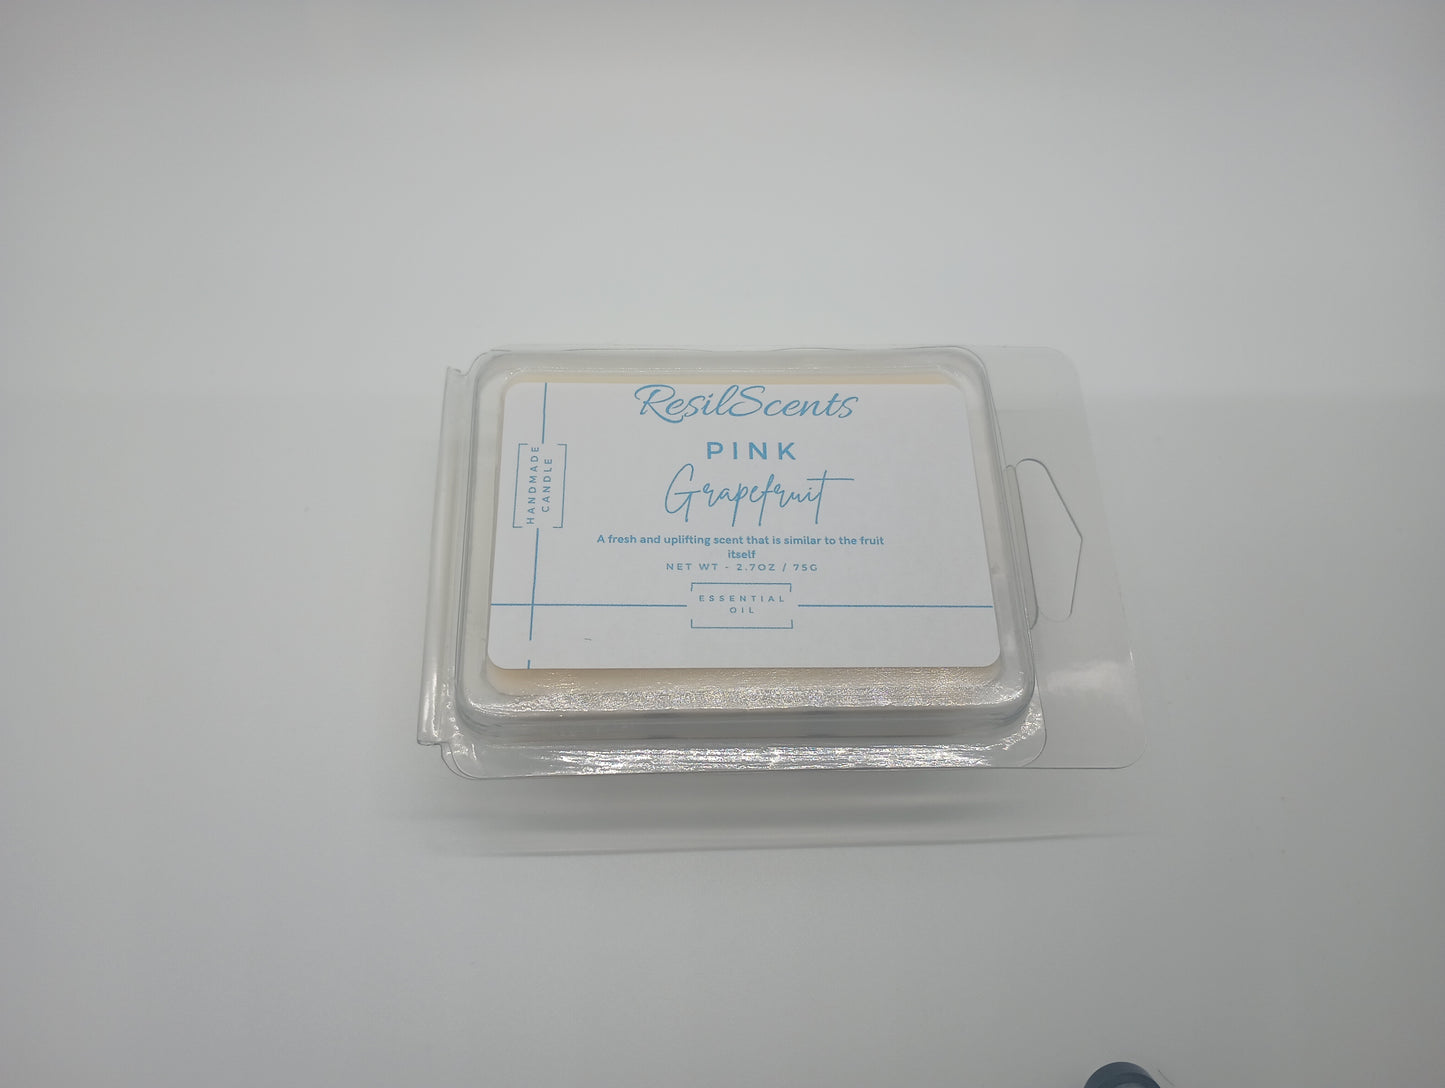 ResilScents
PINK
Grapefruit
HANDMADE
CANDLE
A fresh and uplifting scent that is similar to the fruit
itself
NET WT - 2.7OZ / 75G
ESSENTIAL
OIL